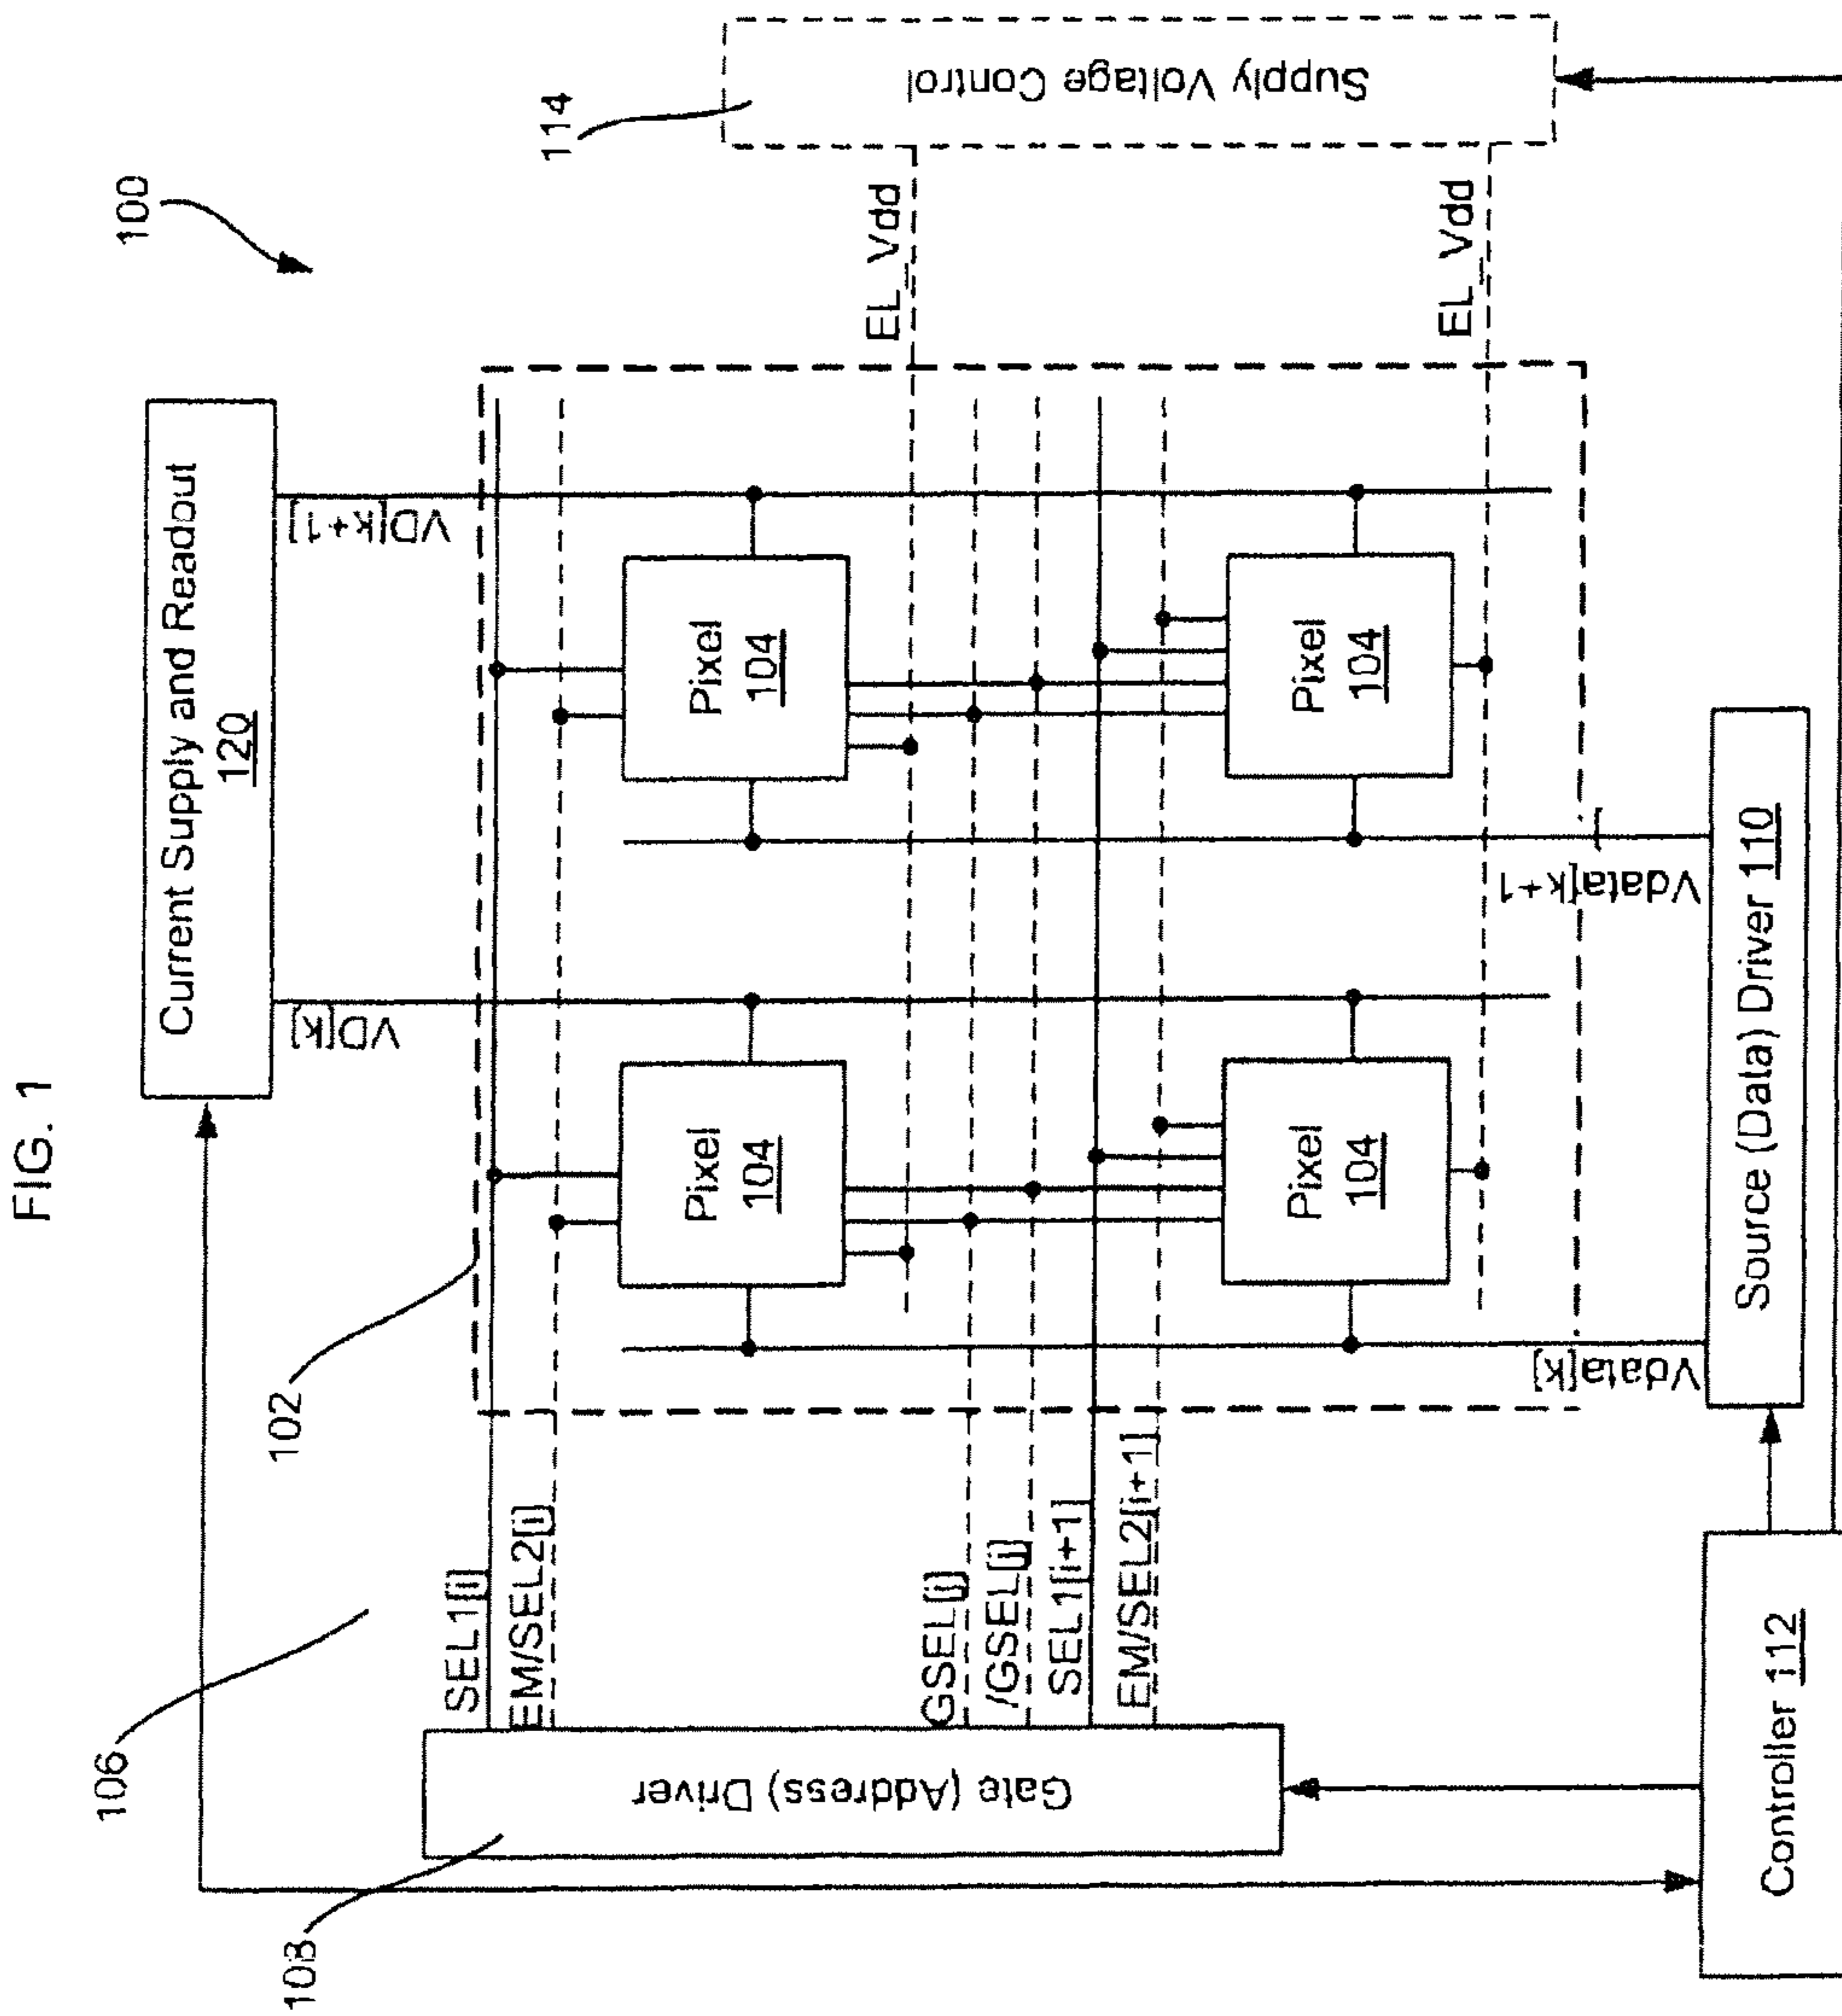 FIG. 1
100
Current Supply and Readout
120
VD[k]
VD[k+1]
102
106
114
Supply Voltage Control
SEL1[i]
EM/SEL2[i]
Pixel
104
Pixel
104
EL_Vdd
108
Gate (Address) Driver
GSEL[j]
/GSEL[j]
SEL1[i+1]
EM/SEL2[i+1]
Pixel
104
Pixel
104
EL_Vdd
Vdata[k]
Vdata[k+1
Controller 112
Source (Data) Driver 110